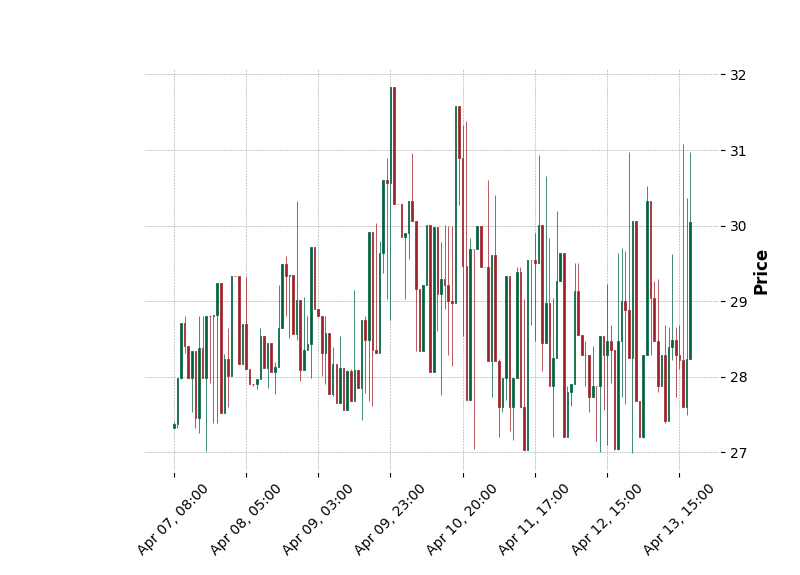 32
31
30
29
28
27
Price
Apr 07, 08:00
Apr 08, 05:00
Apr 09, 03:00
Apr 09, 23:00
Apr 10, 20:00
Apr 11, 17:00
Apr 12, 15:00
Apr 13, 15:00